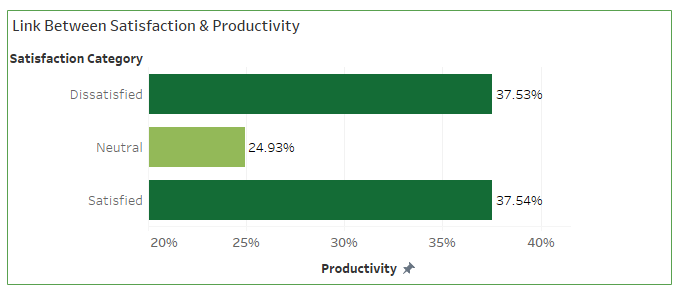 Link Between Satisfaction & Productivity
Satisfaction Category
Dissatisfied 37.53%
Neutral 24.93%
Satisfied 37.54%
20% 25% 30% 35% 40%
Productivity